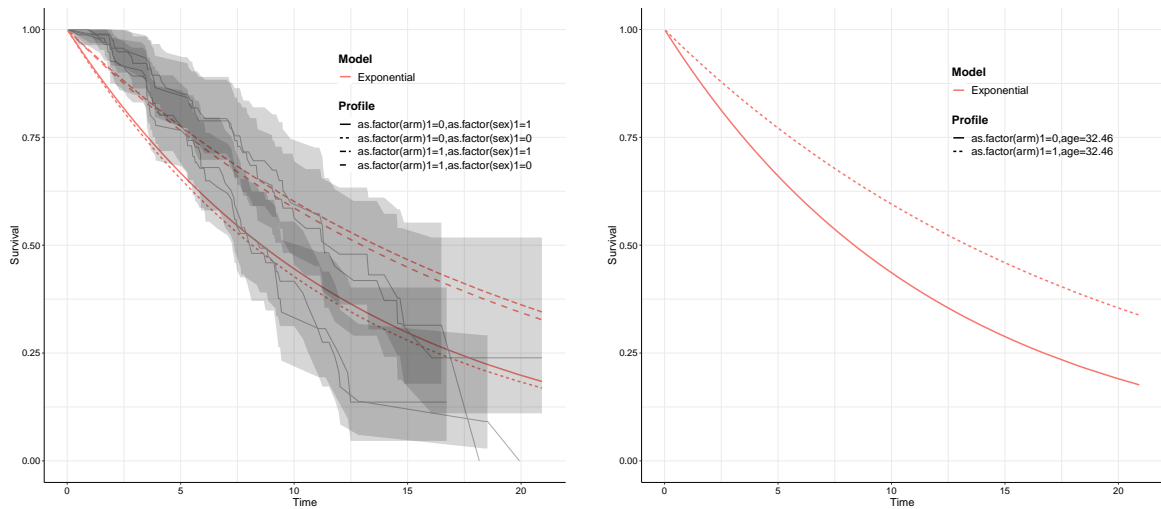 1.00
0.75
0.50
0.25
0.00
Survival
Model
Exponential
Profile
as.factor(arm)1=0,as.factor(sex)1=1
as.factor(arm)1=0,as.factor(sex)1=0
as.factor(arm)1=1,as.factor(sex)1=1
as.factor(arm)1=1,as.factor(sex)1=0
0 5 10 15 20
Time
1.00
0.75
0.50
0.25
0.00
Survival
Model
Exponential
Profile
as.factor(arm)1=0,age=32.46
as.factor(arm)1=1,age=32.46
0 5 10 15 20
Time